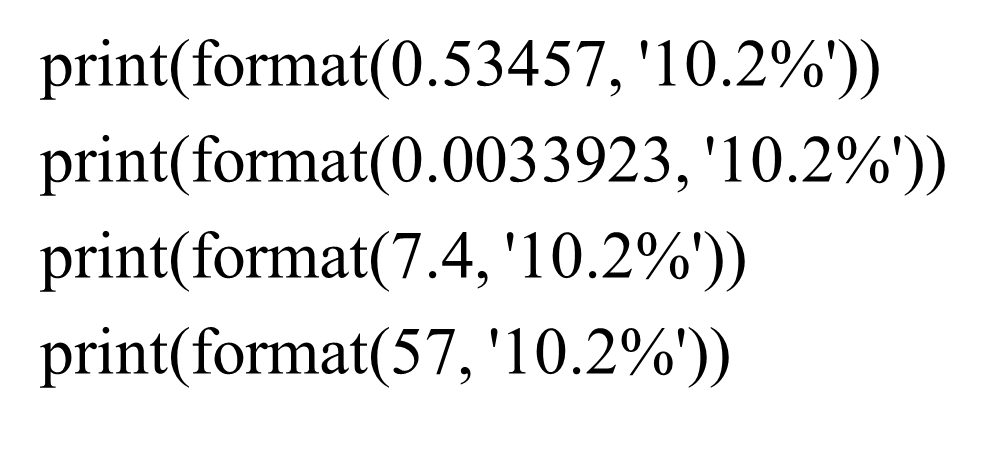 print(format(0.53457, '10.2%'))
print(format(0.0033923, '10.2%'))
print(format(7.4, '10.2%'))
print(format(57, '10.2%'))